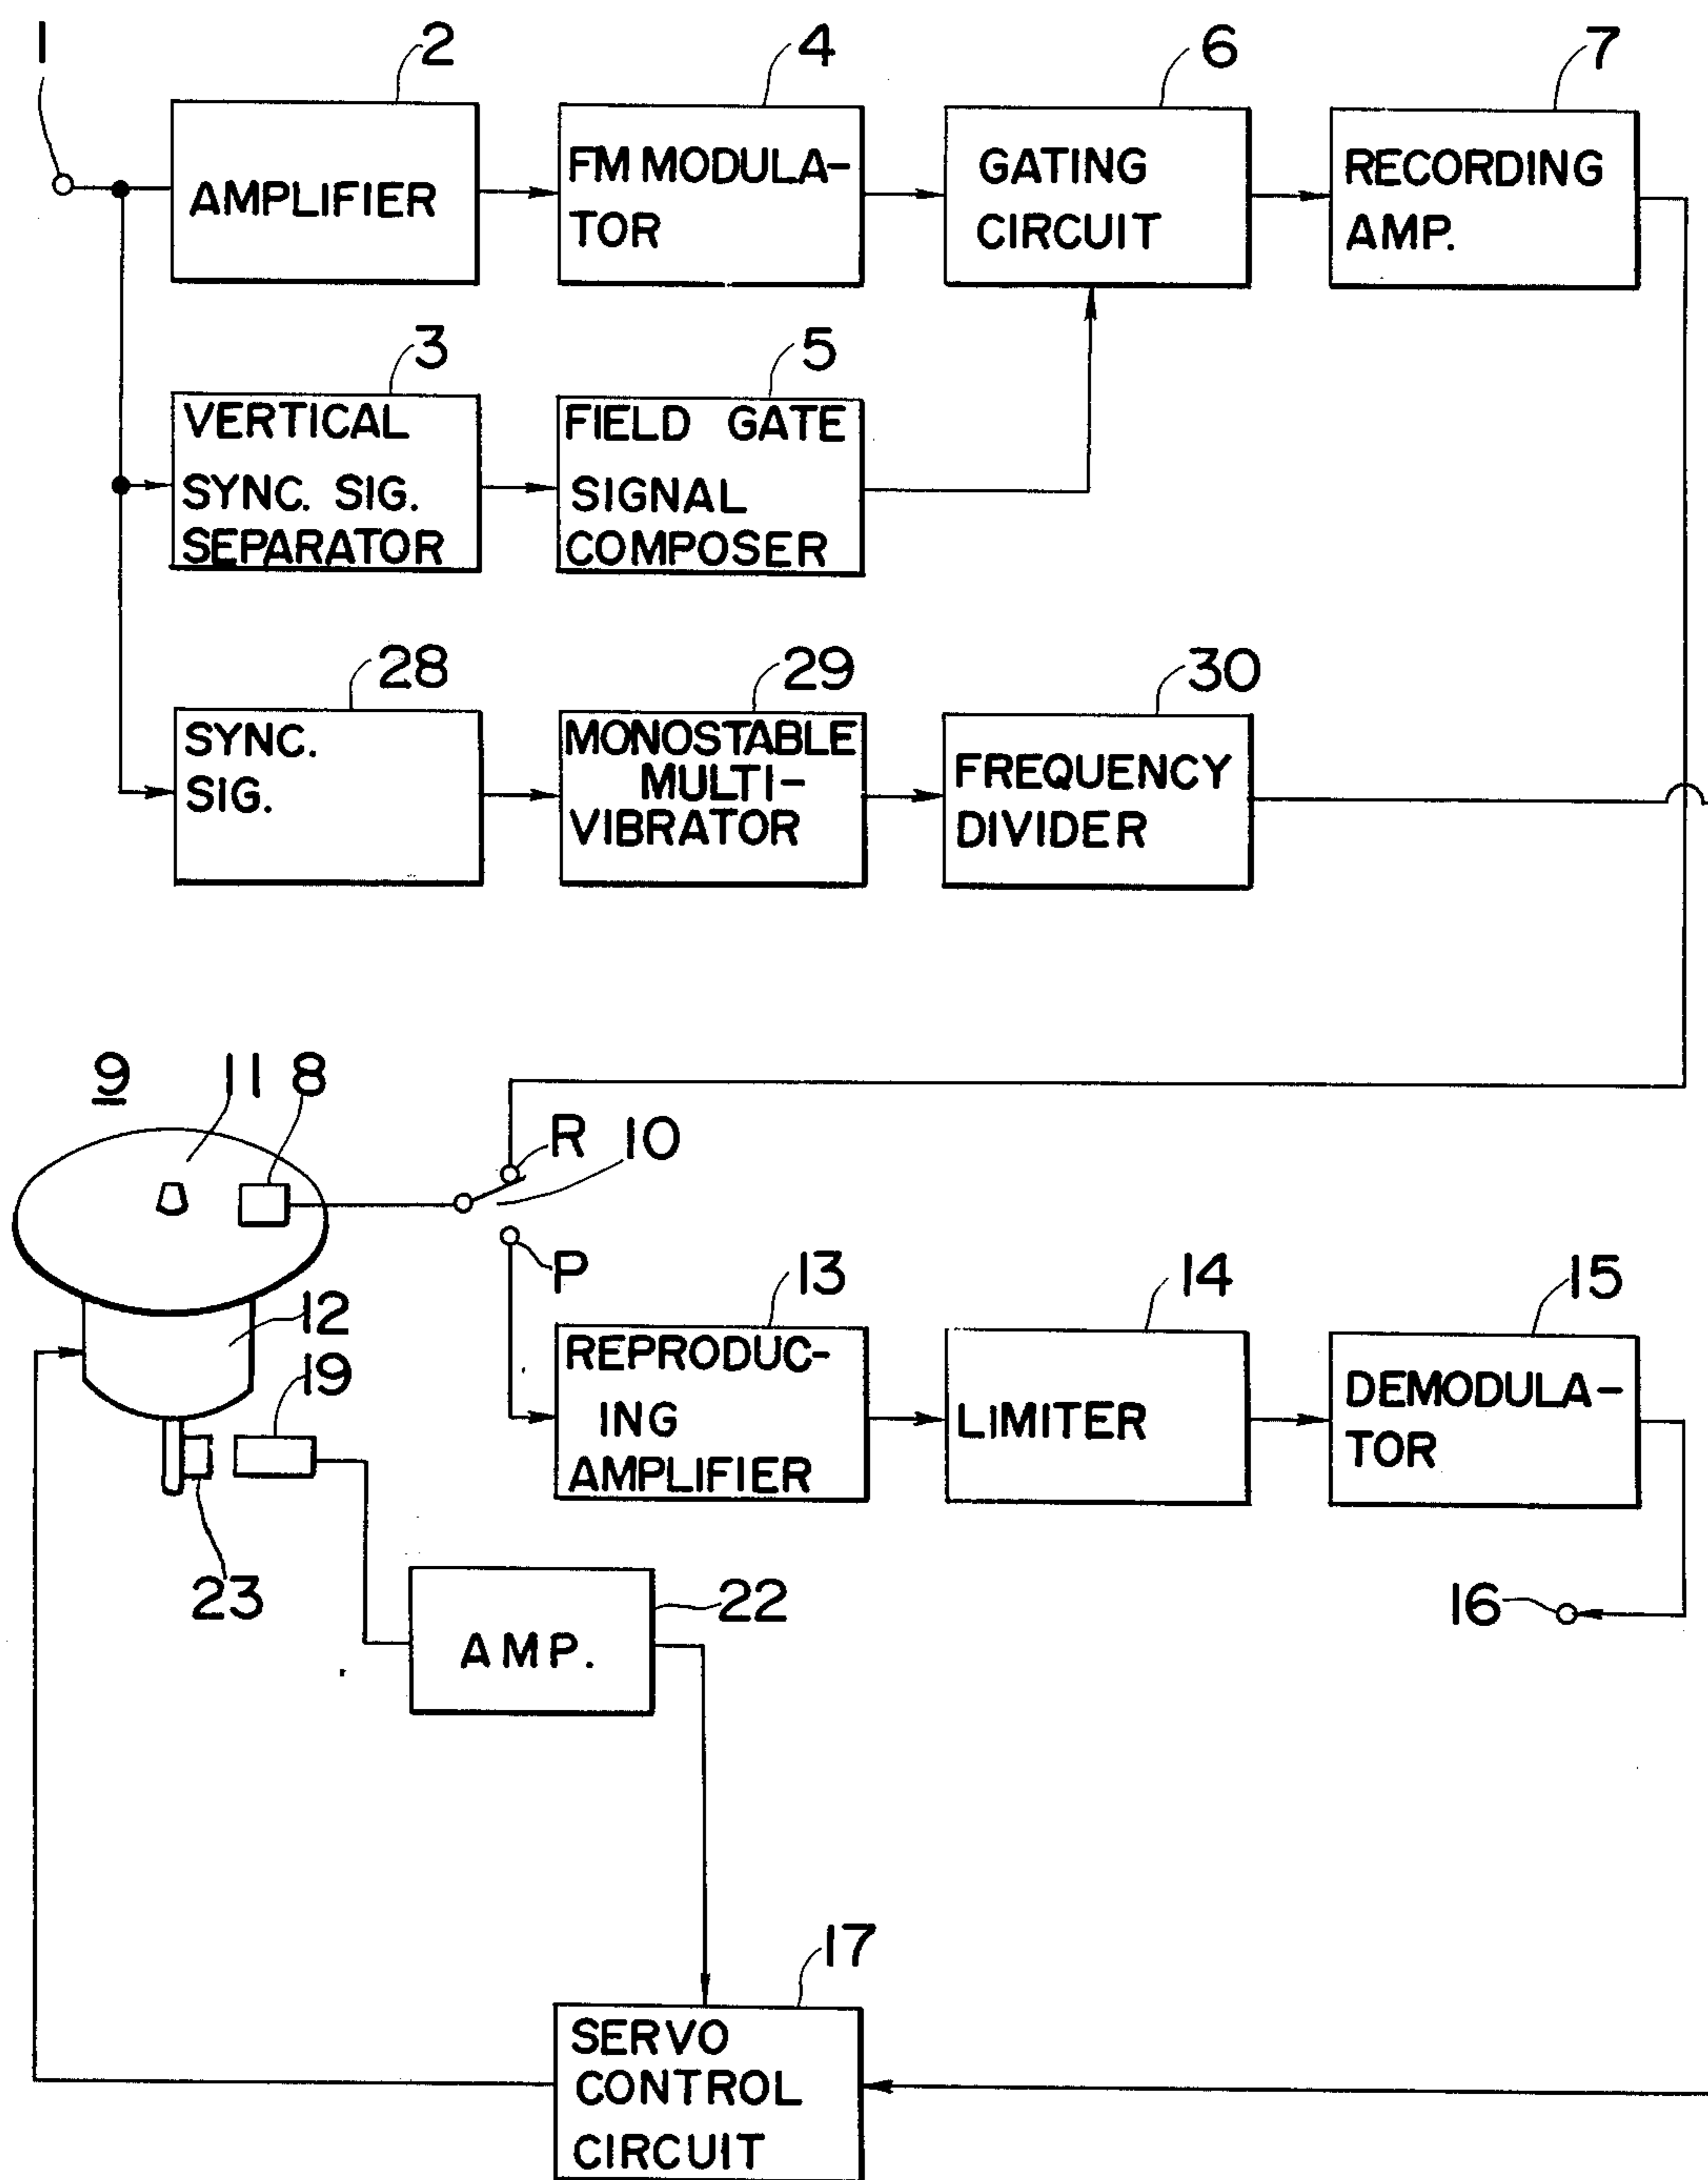 1
2
4
6
7
AMPLIFIER
FM MODULA-
TOR
GATING
CIRCUIT
RECORDING
AMP.
3
5
VERTICAL
SYNC. SIG.
SEPARATOR
FIELD GATE
SIGNAL
COMPOSER
28
29
30
SYNC.
SIG.
MONOSTABLE
MULTI-
VIBRATOR
FREQUENCY
DIVIDER
9
11
8
R
10
P
12
19
23
13
14
15
REPRODUC-
ING
AMPLIFIER
LIMITER
DEMODULA-
TOR
16
22
AMP.
17
SERVO
CONTROL
CIRCUIT